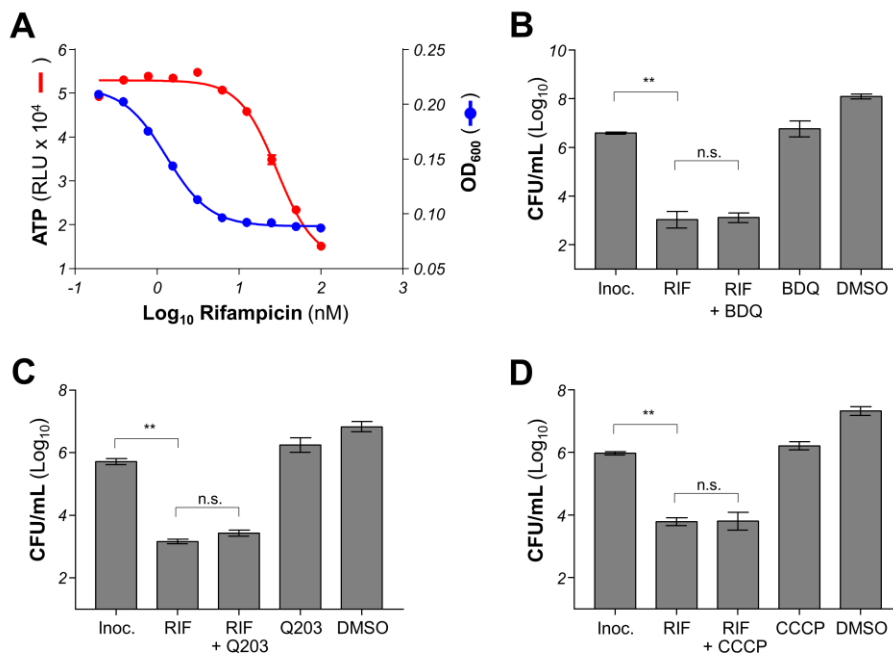 A
ATP (RLU x 10⁴ — )
6
5
4
3
2
1
-1
0
1
2
3
Log₁₀ Rifampicin (nM)
0.25
0.20
0.15
0.10
0.05
OD₆₀₀ ( )
B
CFU/mL (Log₁₀)
10
8
6
4
2
**
n.s.
Inoc. RIF RIF BDQ DMSO
+ BDQ
C
CFU/mL (Log₁₀)
8
6
4
2
**
n.s.
Inoc. RIF RIF Q203 DMSO
+ Q203
D
CFU/mL (Log₁₀)
8
6
4
2
**
n.s.
Inoc. RIF RIF CCCP DMSO
+ CCCP